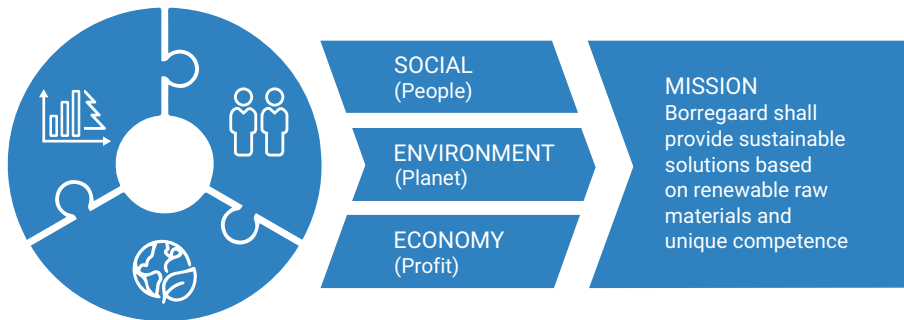 SOCIAL
(People)
ENVIRONMENT
(Planet)
ECONOMY
(Profit)
MISSION
Borregaard shall
provide sustainable
solutions based
on renewable raw
materials and
unique competence